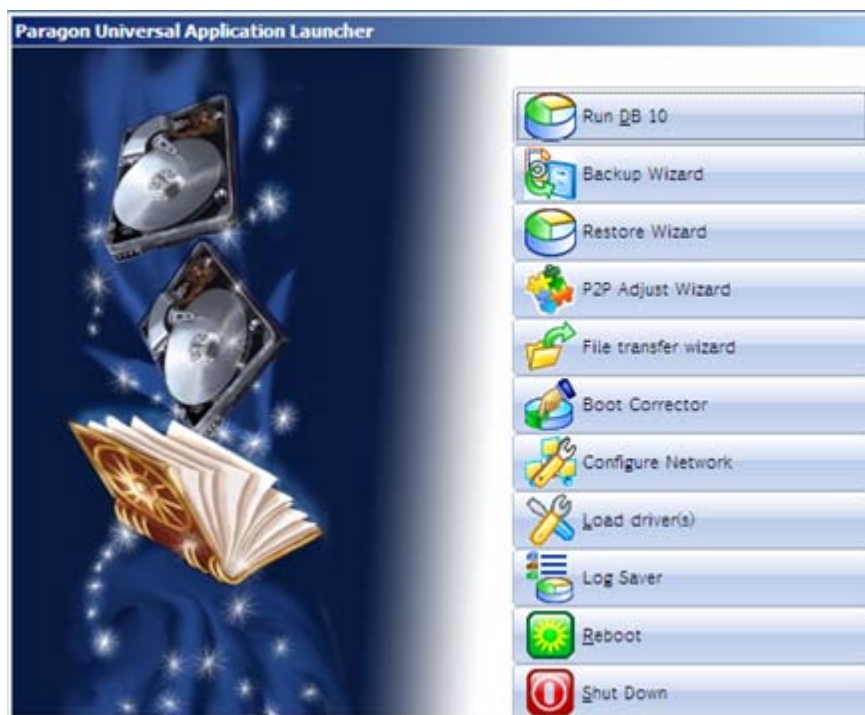 Paragon Universal Application Launcher
Run DB 10
Backup Wizard
Restore Wizard
P2P Adjust Wizard
File transfer wizard
Boot Corrector
Configure Network
Load driver(s)
Log Saver
Reboot
Shut Down